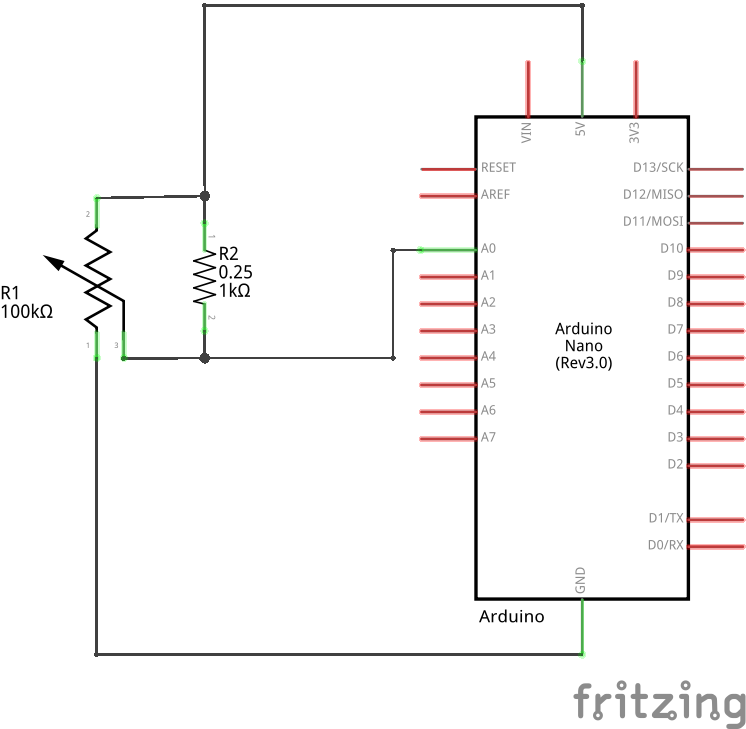 VIN
5V
3V3
RESET
AREF
A0
A1
A2
A3
A4
A5
A6
A7
D13/SCK
D12/MISO
D11/MOSI
D10
D9
D8
D7
D6
D5
D4
D3
D2
D1/TX
D0/RX
Arduino
Nano
(Rev3.0)
GND
Arduino
2
R1
100kΩ
1
3
1
R2
0.25
1kΩ
2
fritzing